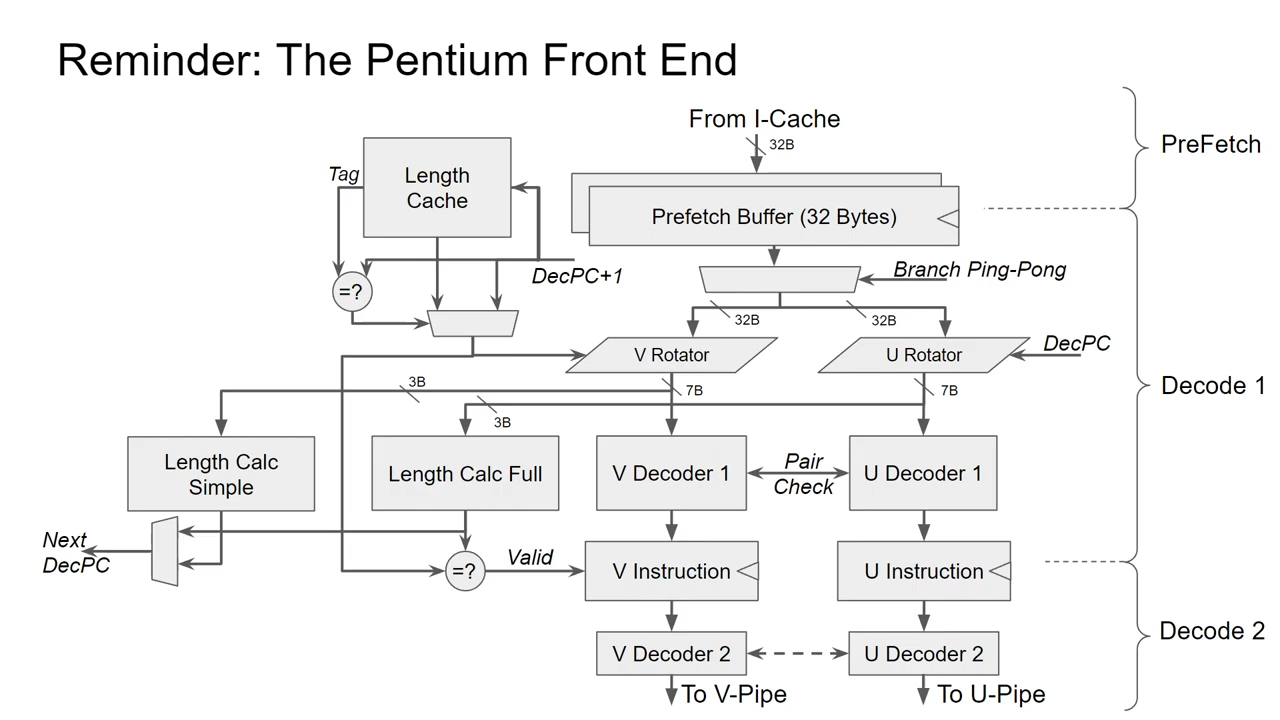 Reminder: The Pentium Front End
From I-Cache
32B
PreFetch
Tag
Length
Cache
Prefetch Buffer (32 Bytes)
DecPC+1
Branch Ping-Pong
=?
32B
32B
V Rotator
U Rotator
DecPC
3B
7B
7B
Decode 1
3B
Length Calc
Simple
Length Calc Full
V Decoder 1
Pair
Check
U Decoder 1
Next
DecPC
=?
Valid
V Instruction
U Instruction
Decode 2
V Decoder 2
U Decoder 2
To V-Pipe
To U-Pipe